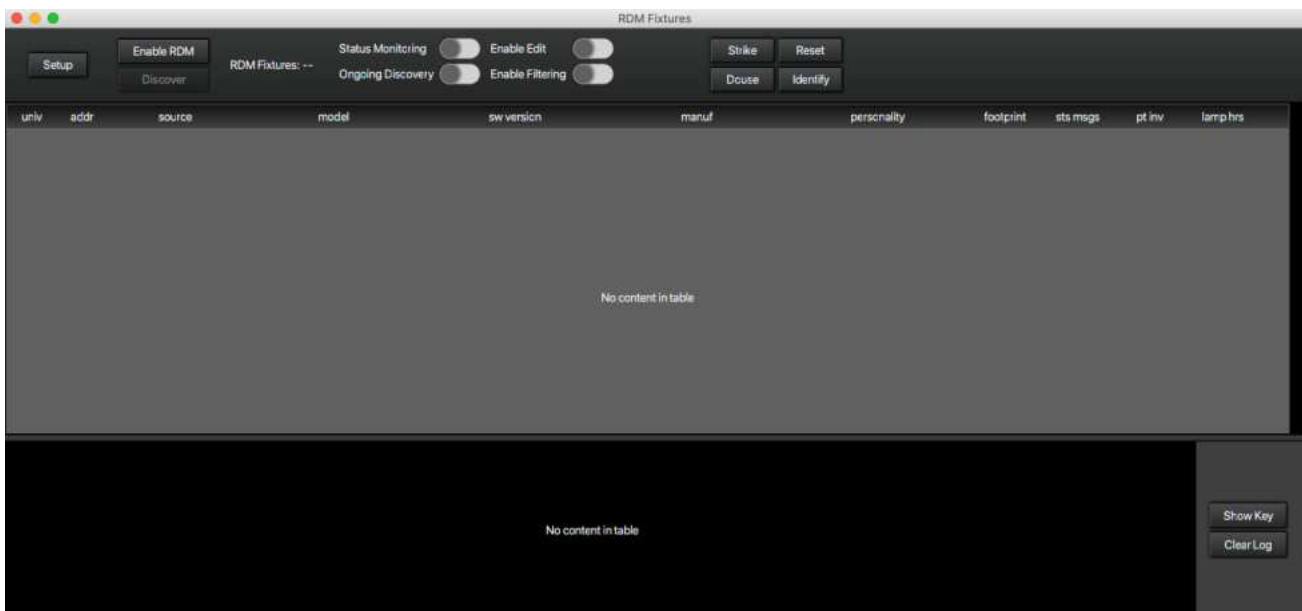 RDM Fixtures
Setup
Enable RDM
Discover
RDM Fixtures: --
Status Monitoring
Ongoing Discovery
Enable Edit
Enable Filtering
Strike
Reset
Douse
Identify
univ addr source model sw version manuf personality footprint sts msgs pt inv lamp hrs
No content in table
No content in table
Show Key
Clear Log